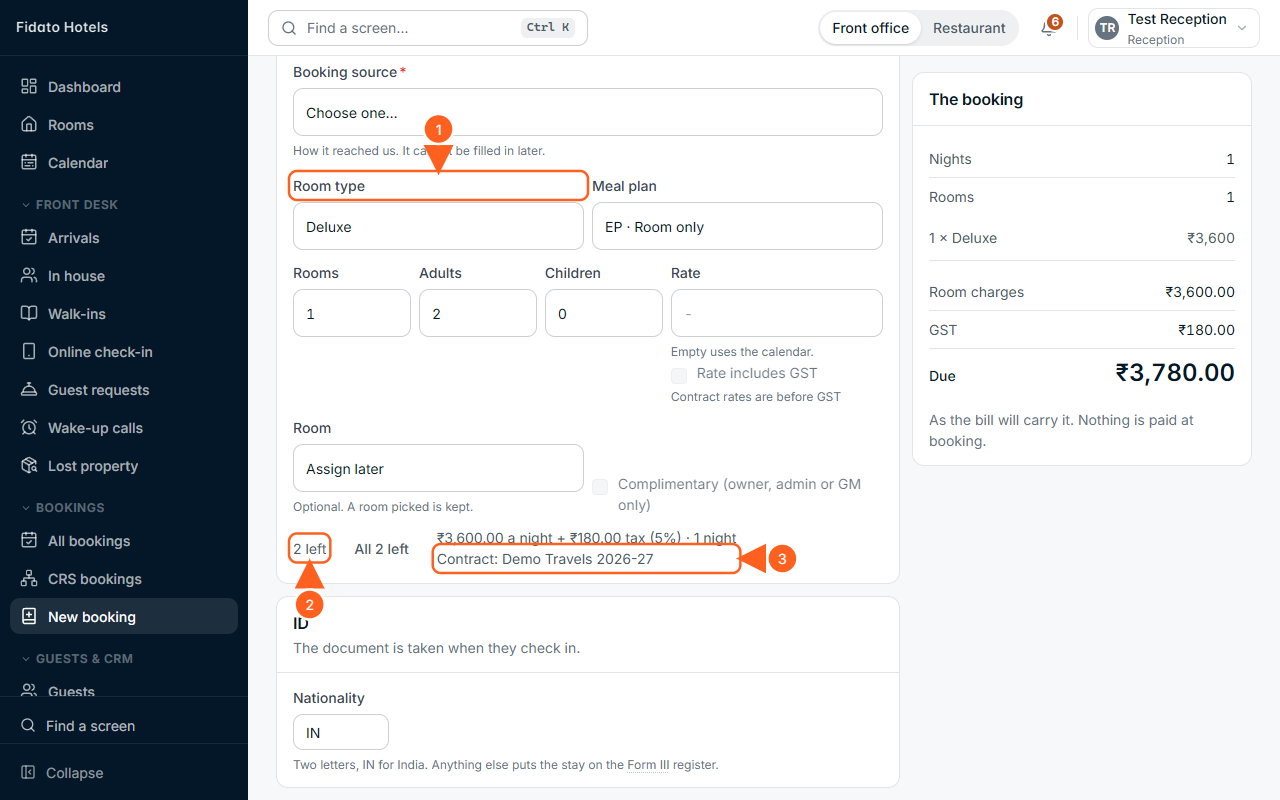 Fidato Hotels
Find a screen...
Ctrl K
Front office
Restaurant
6
TR
Test Reception
Reception
Dashboard
Rooms
Calendar
FRONT DESK
Arrivals
In house
Walk-ins
Online check-in
Guest requests
Wake-up calls
Lost property
BOOKINGS
All bookings
CRS bookings
New booking
GUESTS & CRM
Guests
Find a screen
Collapse
Booking source*
Choose one...
1
How it reached us. It be filled in later.
Room type
Meal plan
Deluxe
EP · Room only
Rooms
Adults
Children
Rate
1
2
0
-
Empty uses the calendar.
Rate includes GST
Contract rates are before GST
Room
Assign later
Complimentary (owner, admin or GM
only)
Optional. A room picked is kept.
2 left
All 2 left
₹3,600.00 a night + ₹180.00 tax (5%) · 1 night
Contract: Demo Travels 2026-27
3
2
ID
The document is taken when they check in.
Nationality
IN
Two letters, IN for India. Anything else puts the stay on the Form III register.
The booking
Nights
1
Rooms
1
1 × Deluxe
₹3,600
Room charges
₹3,600.00
GST
₹180.00
Due
₹3,780.00
As the bill will carry it. Nothing is paid at
booking.